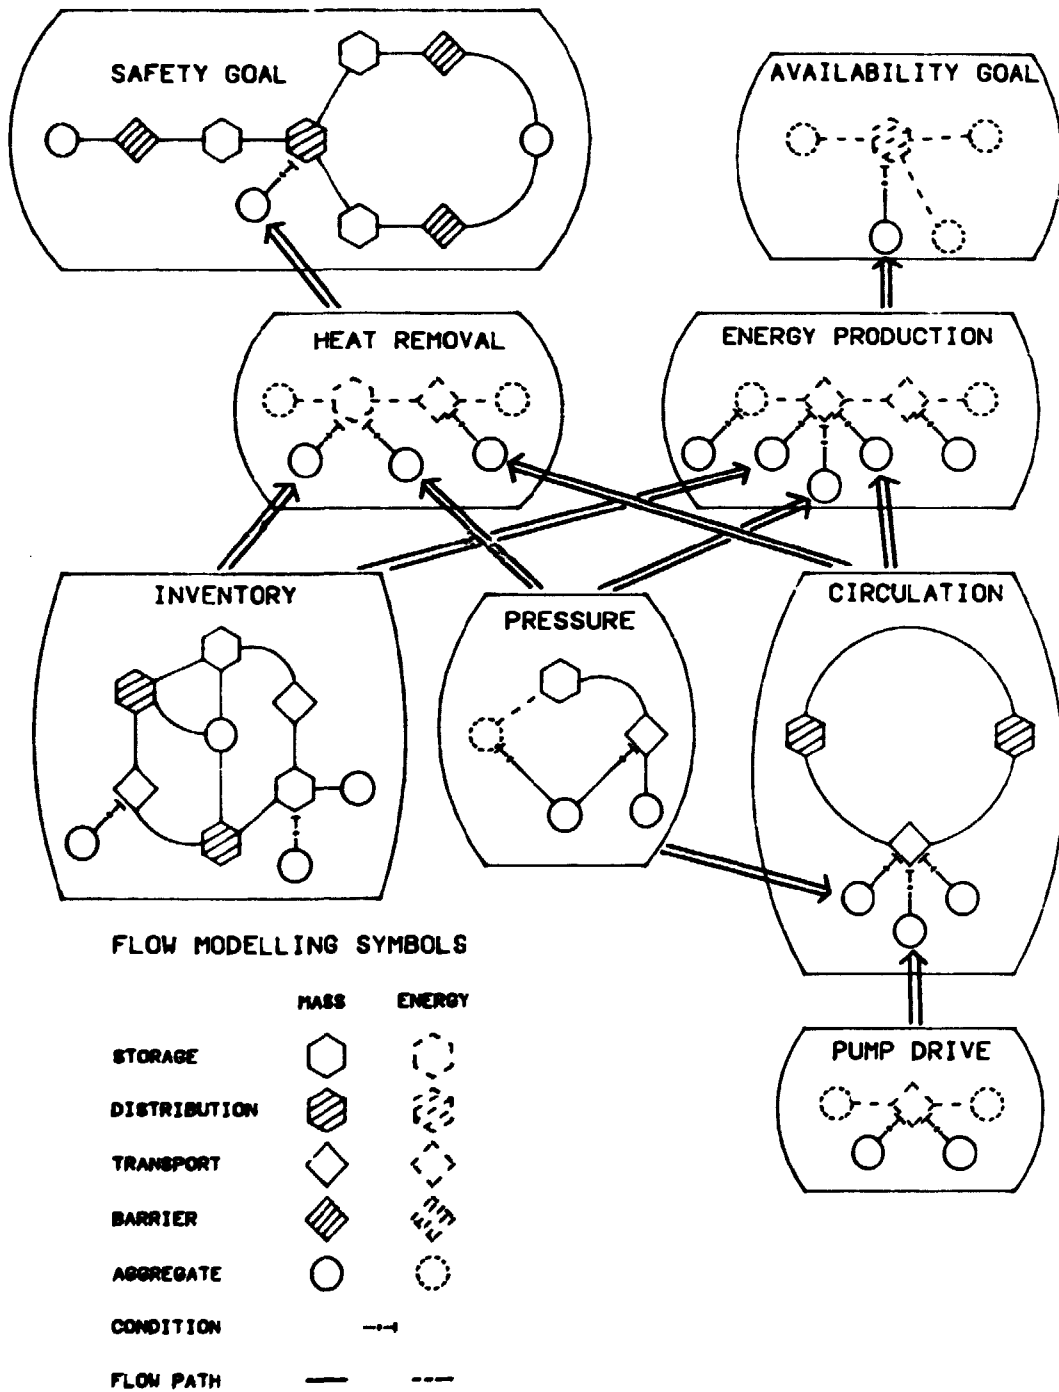 SAFETY GOAL
AVAILABILITY GOAL
HEAT REMOVAL
ENERGY PRODUCTION
INVENTORY
PRESSURE
CIRCULATION
PUMP DRIVE
FLOW MODELLING SYMBOLS
MASS ENERGY
STORAGE
DISTRIBUTION
TRANSPORT
BARRIER
AGGREGATE
CONDITION
FLOW PATH